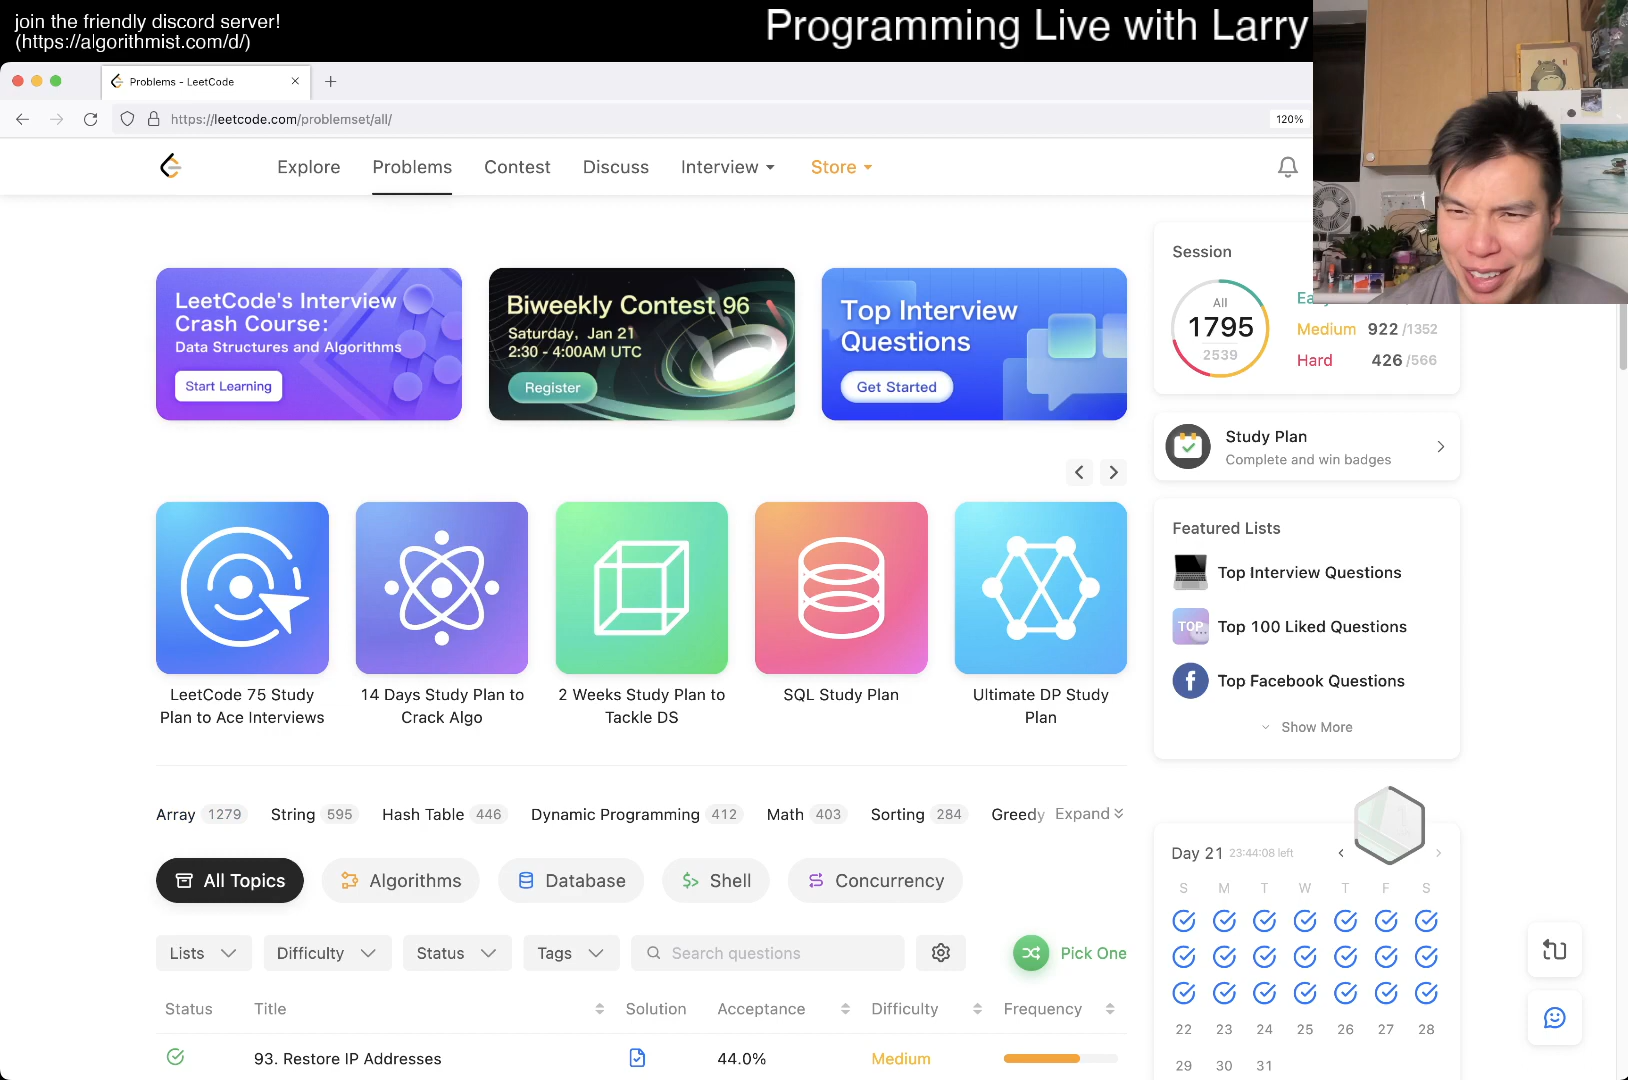 join the friendly discord server!
(https://algorithmist.com/d/)
Programming Live with Larry
Problems - LeetCode
https://leetcode.com/problemset/all/
120%
Explore
Problems
Contest
Discuss
Interview
Store
LeetCode's Interview
Crash Course:
Data Structures and Algorithms
Start Learning
Biweekly Contest 96
Saturday, Jan 21
2:30 - 4:00AM UTC
Register
Top Interview
Questions
Get Started
Session
All
1795
2539
Medium 922 /1352
Hard 426 /566
Study Plan
Complete and win badges
Featured Lists
Top Interview Questions
TOP
Top 100 Liked Questions
Top Facebook Questions
Show More
LeetCode 75 Study
Plan to Ace Interviews
14 Days Study Plan to
Crack Algo
2 Weeks Study Plan to
Tackle DS
SQL Study Plan
Ultimate DP Study
Plan
Array 1279 String 595 Hash Table 446 Dynamic Programming 412 Math 403 Sorting 284 Greedy Expand
All Topics Algorithms Database Shell Concurrency
Lists Difficulty Status Tags Search questions Pick One
Status Title Solution Acceptance Difficulty Frequency
93. Restore IP Addresses 44.0% Medium
Day 21 23:44:08 left
S M T W T F S
22 23 24 25 26 27 28
29 30 31